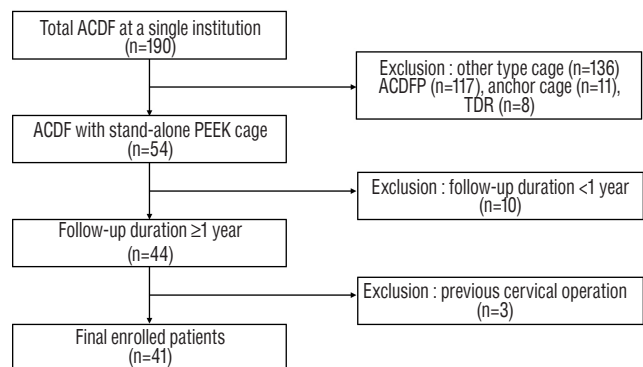 Total ACDF at a single institution
(n=190)
Exclusion : other type cage (n=136)
ACDFP (n=117), anchor cage (n=11),
TDR (n=8)
ACDF with stand-alone PEEK cage
(n=54)
Exclusion : follow-up duration <1 year
(n=10)
Follow-up duration ≥1 year
(n=44)
Exclusion : previous cervical operation
(n=3)
Final enrolled patients
(n=41)